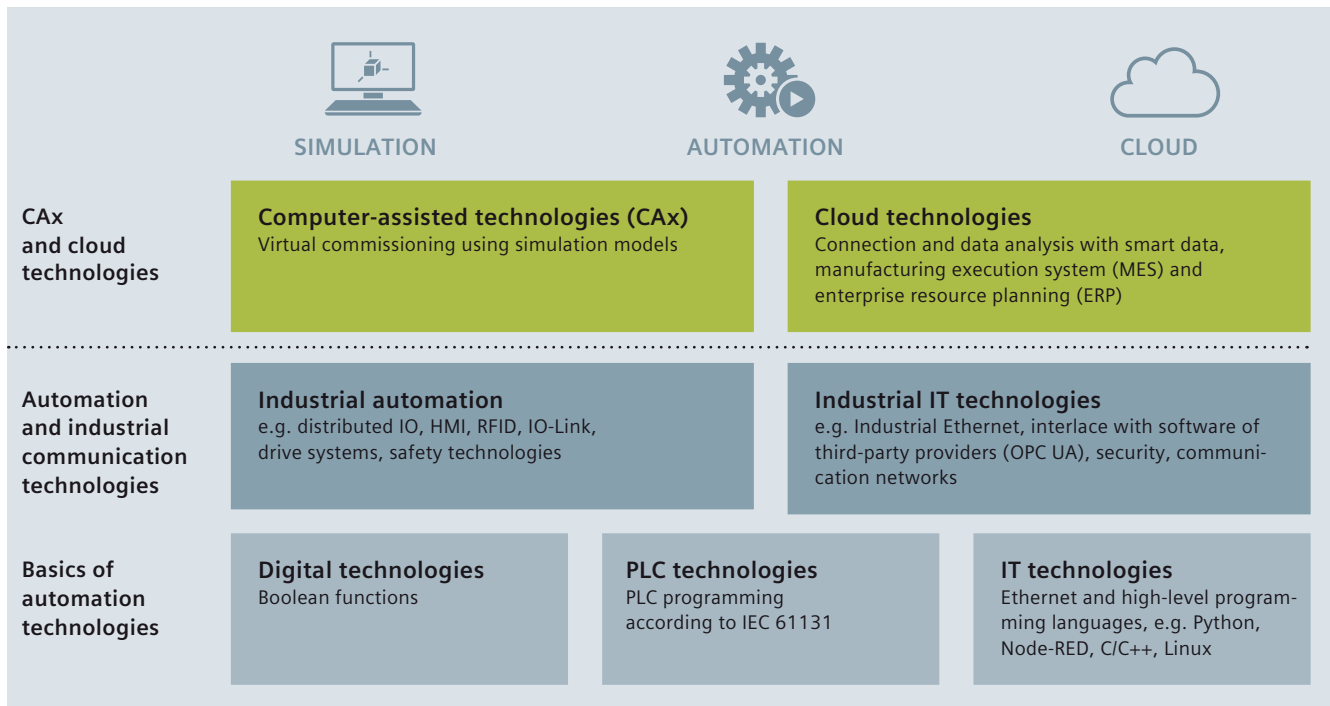 SIMULATION
AUTOMATION
CLOUD
CAx
and cloud
technologies
Computer-assisted technologies (CAx)
Virtual commissioning using simulation models
Cloud technologies
Connection and data analysis with smart data,
manufacturing execution system (MES) and
enterprise resource planning (ERP)
Automation
and industrial
communication
technologies
Industrial automation
e.g. distributed IO, HMI, RFID, IO-Link,
drive systems, safety technologies
Industrial IT technologies
e.g. Industrial Ethernet, interlace with software of
third-party providers (OPC UA), security, communi-
cation networks
Basics of
automation
technologies
Digital technologies
Boolean functions
PLC technologies
PLC programming
according to IEC 61131
IT technologies
Ethernet and high-level program-
ming languages, e.g. Python,
Node-RED, C/C++, Linux